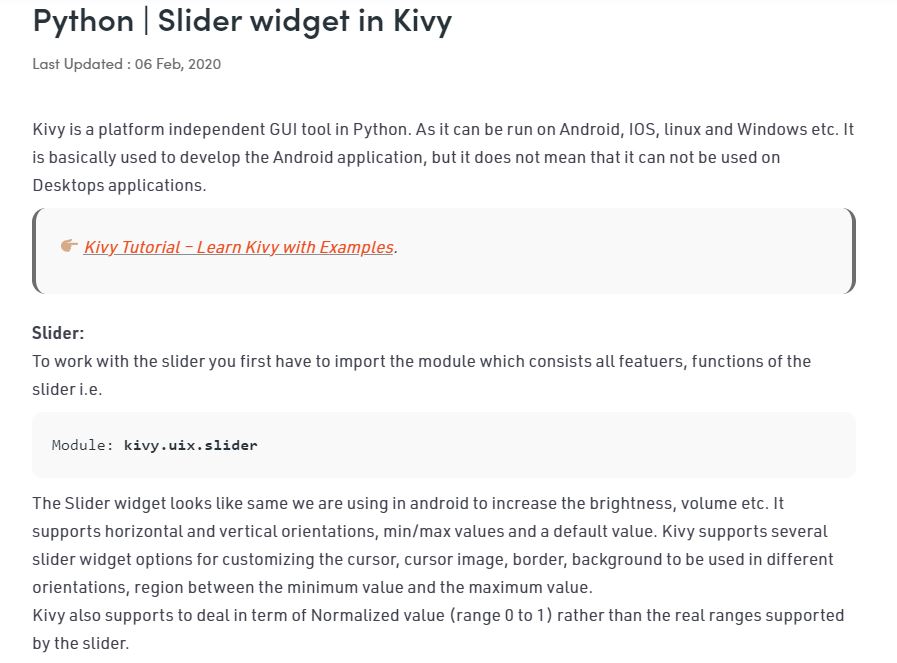 Python | Slider widget in Kivy
Last Updated : 06 Feb, 2020
Kivy is a platform independent GUI tool in Python. As it can be run on Android, IOS, linux and Windows etc. It
is basically used to develop the Android application, but it does not mean that it can not be used on
Desktops applications.
👉🏽 Kivy Tutorial – Learn Kivy with Examples.
Slider:
To work with the slider you first have to import the module which consists all featuers, functions of the
slider i.e.
Module: kivy.uix.slider
The Slider widget looks like same we are using in android to increase the brightness, volume etc. It
supports horizontal and vertical orientations, min/max values and a default value. Kivy supports several
slider widget options for customizing the cursor, cursor image, border, background to be used in different
orientations, region between the minimum value and the maximum value.
Kivy also supports to deal in term of Normalized value (range 0 to 1) rather than the real ranges supported
by the slider.